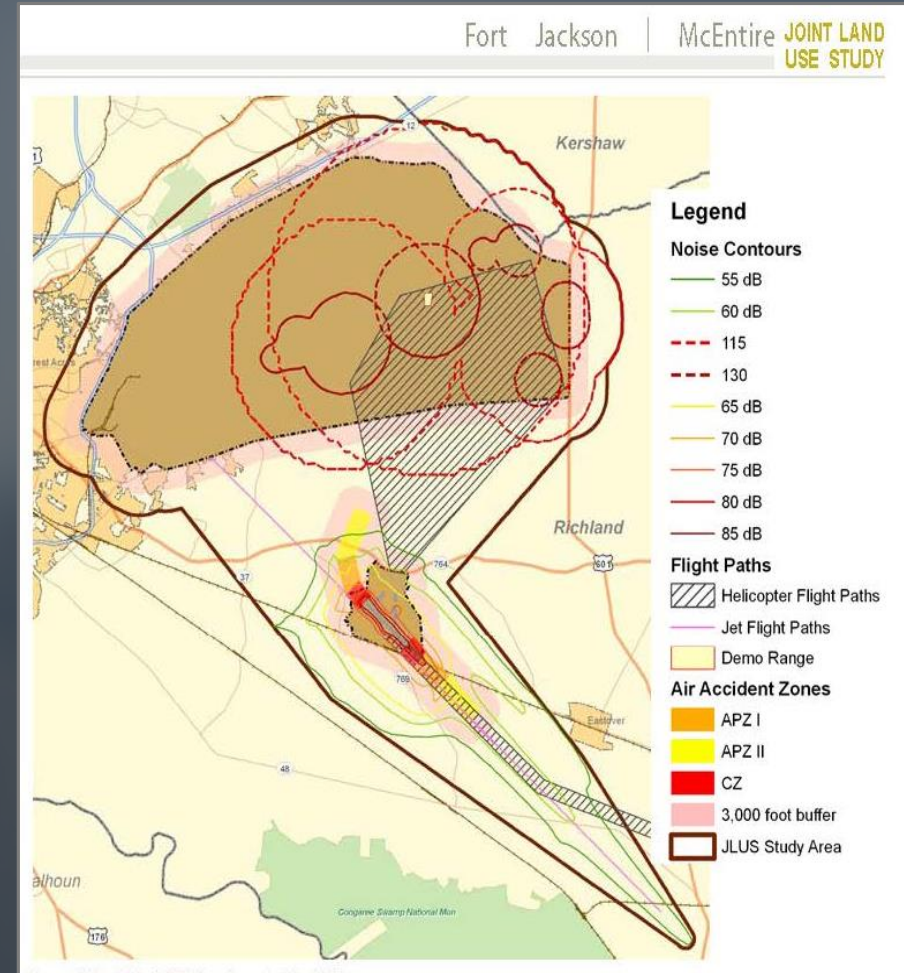 Fort Jackson | McEntire JOINT LAND
USE STUDY
12
Kershaw
Legend
Noise Contours
55 dB
60 dB
115
130
65 dB
70 dB
75 dB
80 dB
85 dB
Flight Paths
Helicopter Flight Paths
Jet Flight Paths
Demo Range
Air Accident Zones
APZ I
APZ II
CZ
3,000 foot buffer
JLUS Study Area
Richland
601
764
37
769
Eastover
48
alhoun
Congaree Swamp National Mon
176